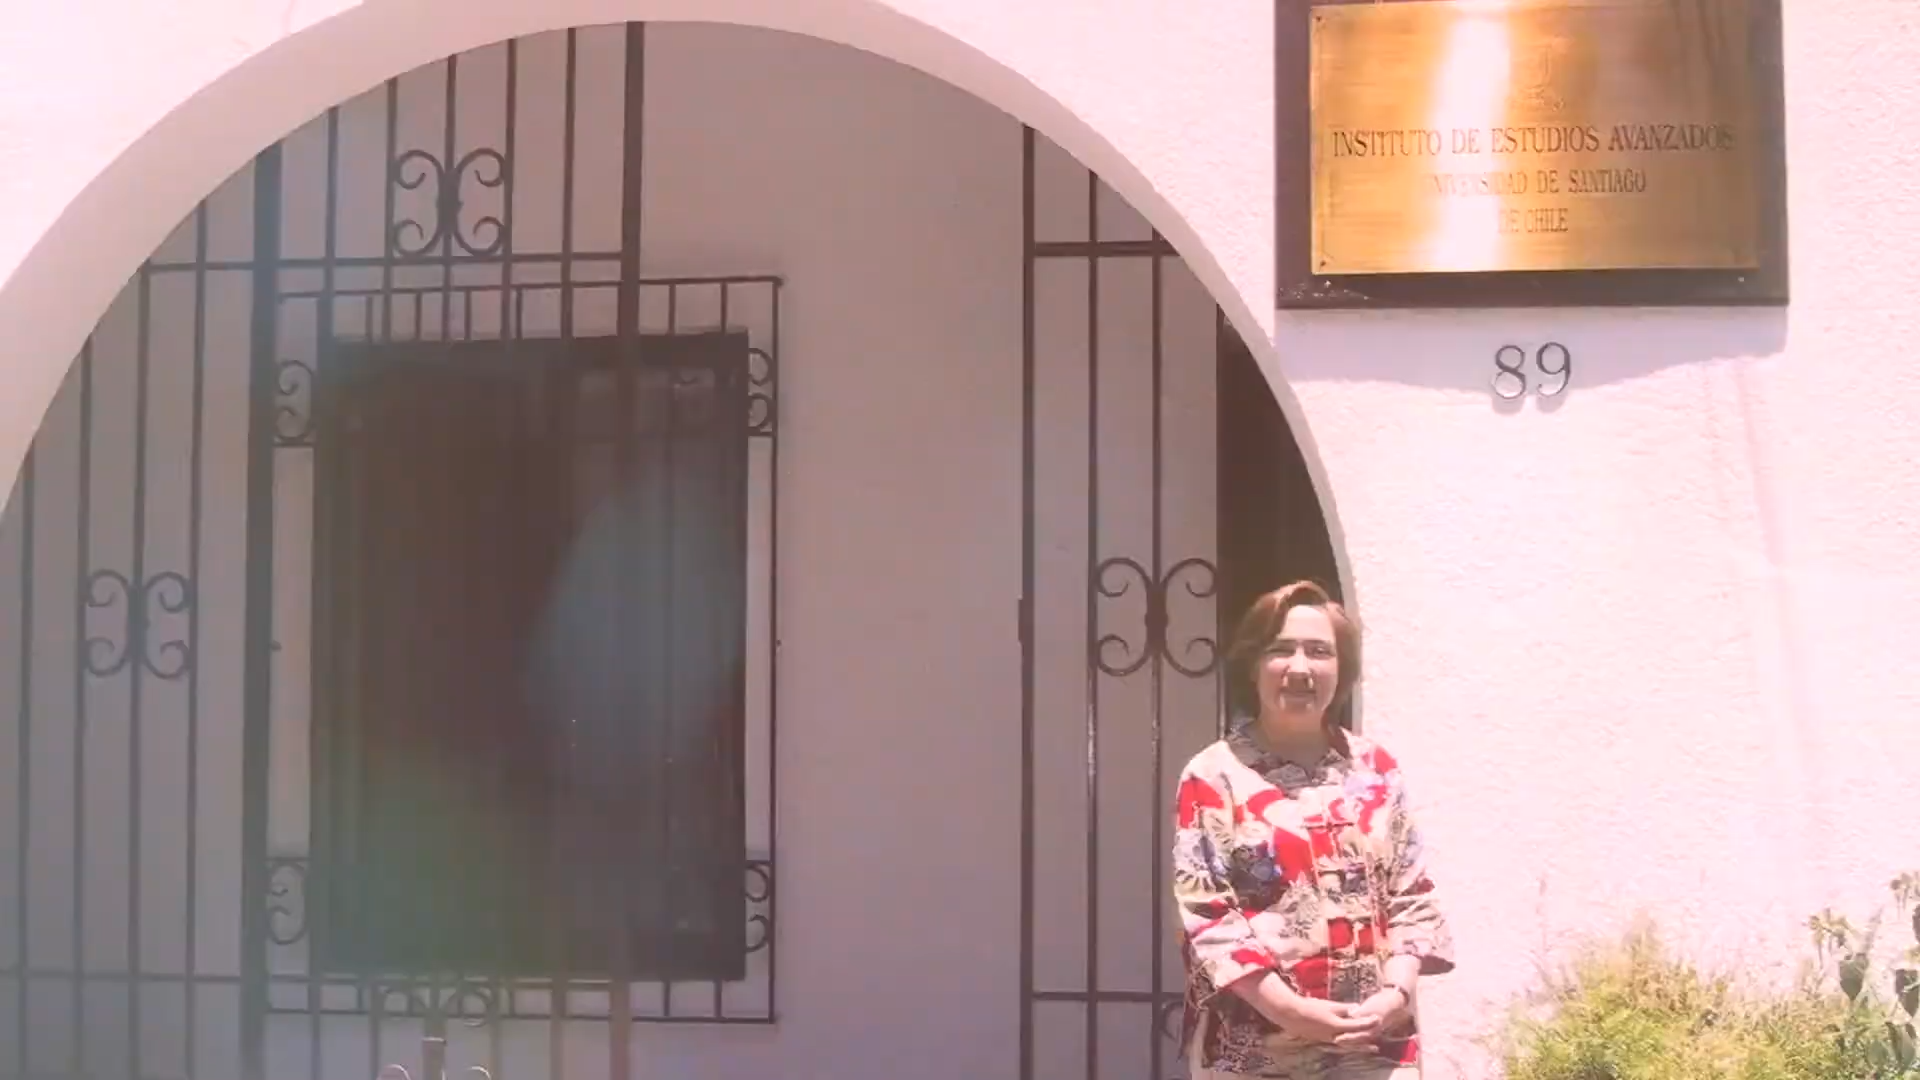 INSTITUTO DE ESTUDIOS AVANZADOS
UNIVERSIDAD DE SANTIAGO
DE CHILE
89